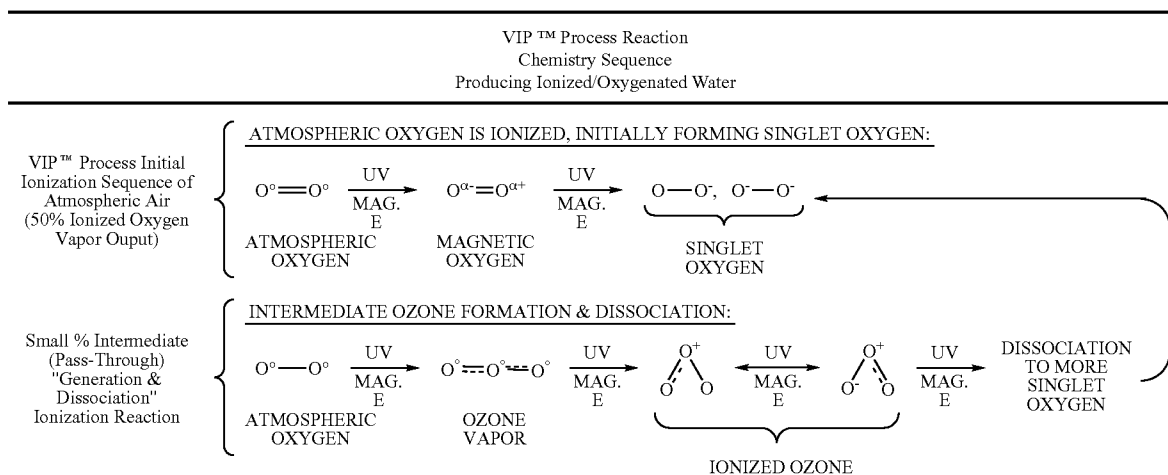 VIP ™ Process Reaction
Chemistry Sequence
Producing Ionized/Oxygenated Water
ATMOSPHERIC OXYGEN IS IONIZED, INITIALLY FORMING SINGLET OXYGEN:
VIP™ Process Initial
Ionization Sequence of
Atmospheric Air
(50% Ionized Oxygen
Vapor Ouput)
O°═O° UV MAG. E O^α-═O^α+ UV MAG. E O—O⁻, O⁻—O⁻
ATMOSPHERIC
OXYGEN
MAGNETIC
OXYGEN
SINGLET
OXYGEN
INTERMEDIATE OZONE FORMATION & DISSOCIATION:
Small % Intermediate
(Pass-Through)
"Generation &
Dissociation"
Ionization Reaction
O°—O° UV MAG. E O° O° O° UV MAG. E O⁺ O O UV MAG. E O⁺ O⁻ O UV MAG. E
DISSOCIATION
TO MORE
SINGLET
OXYGEN
ATMOSPHERIC
OXYGEN
OZONE
VAPOR
IONIZED OZONE